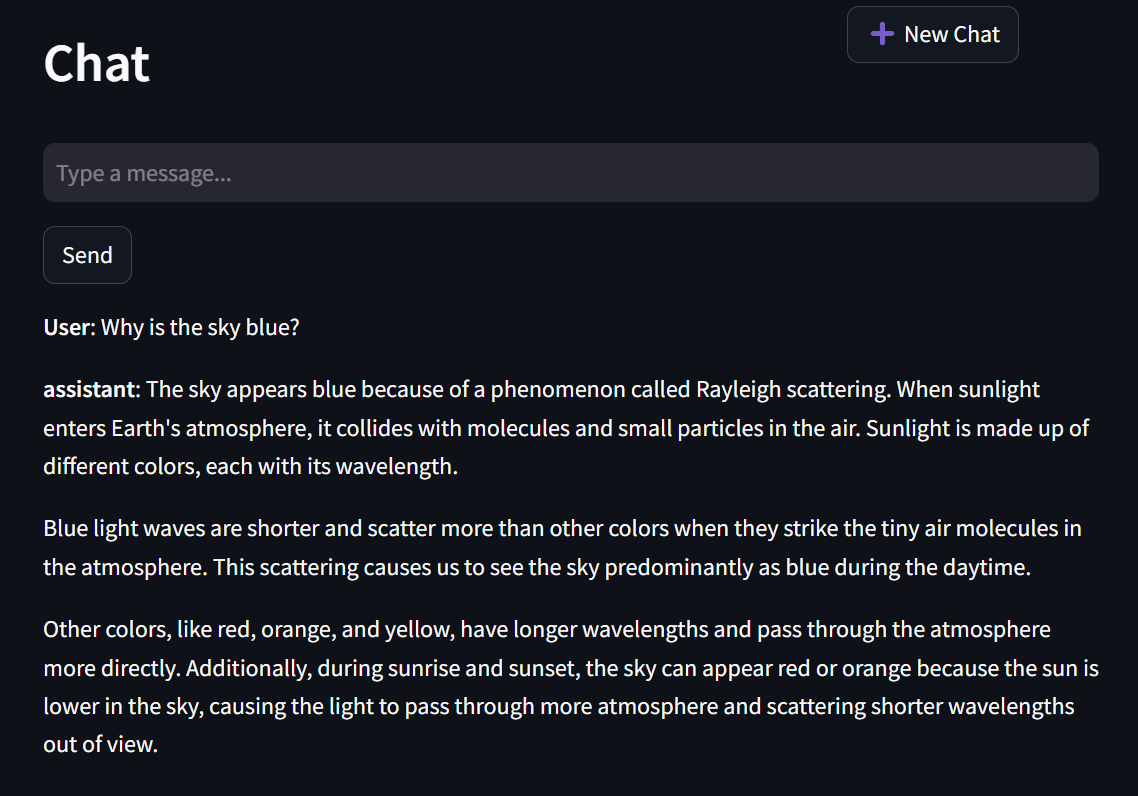 Chat
New Chat
Type a message...
Send
User: Why is the sky blue?
assistant: The sky appears blue because of a phenomenon called Rayleigh scattering. When sunlight
enters Earth's atmosphere, it collides with molecules and small particles in the air. Sunlight is made up of
different colors, each with its wavelength.
Blue light waves are shorter and scatter more than other colors when they strike the tiny air molecules in
the atmosphere. This scattering causes us to see the sky predominantly as blue during the daytime.
Other colors, like red, orange, and yellow, have longer wavelengths and pass through the atmosphere
more directly. Additionally, during sunrise and sunset, the sky can appear red or orange because the sun is
lower in the sky, causing the light to pass through more atmosphere and scattering shorter wavelengths
out of view.